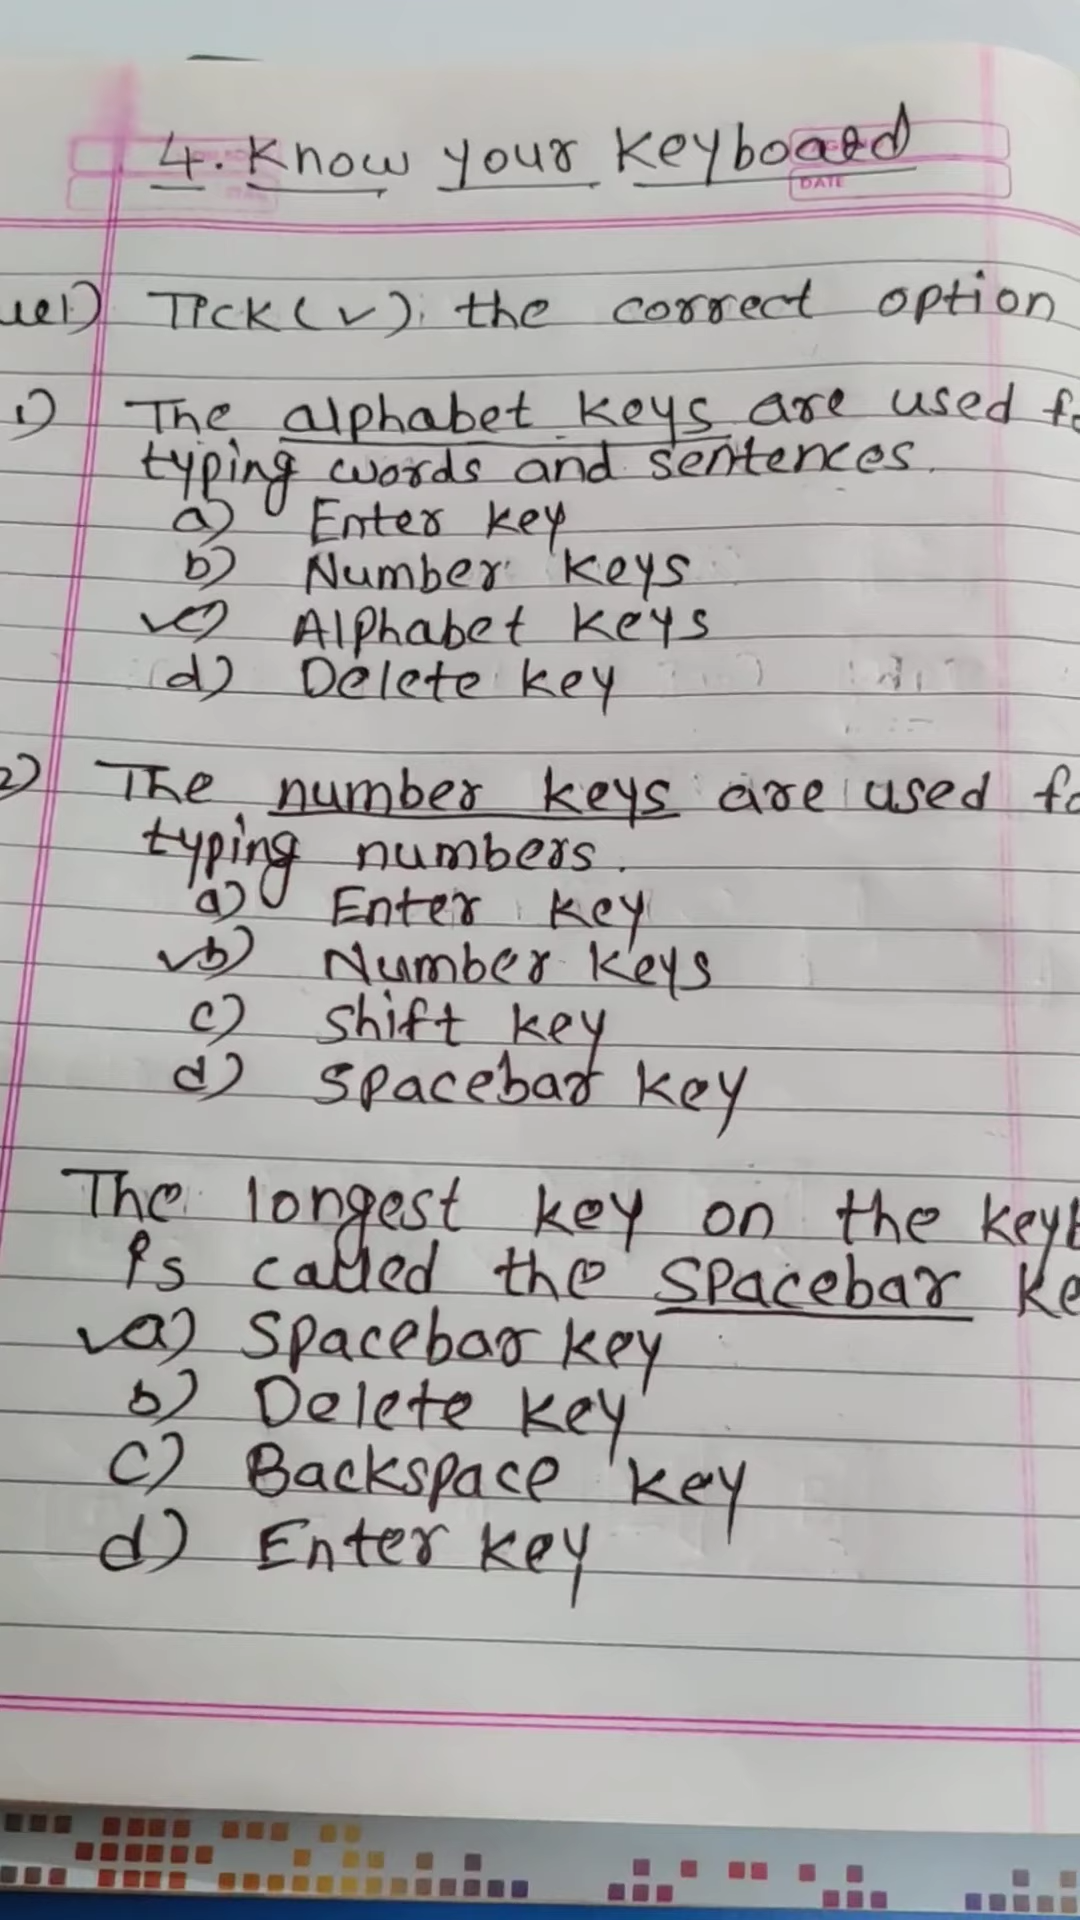 4. Know your Keyboard
DATE
Tick (✓) the correct option
1) The alphabet keys are used
typing words and sentences.
a) Enter key
b) Number keys
✓c) Alphabet keys
d) Delete key
2) The number keys are used
typing numbers.
a) Enter key
✓b) Number keys
c) Shift key
d) Spacebar key
The longest key on the
is called the Spacebar
✓a) Spacebar key
b) Delete key
c) Backspace key
d) Enter key